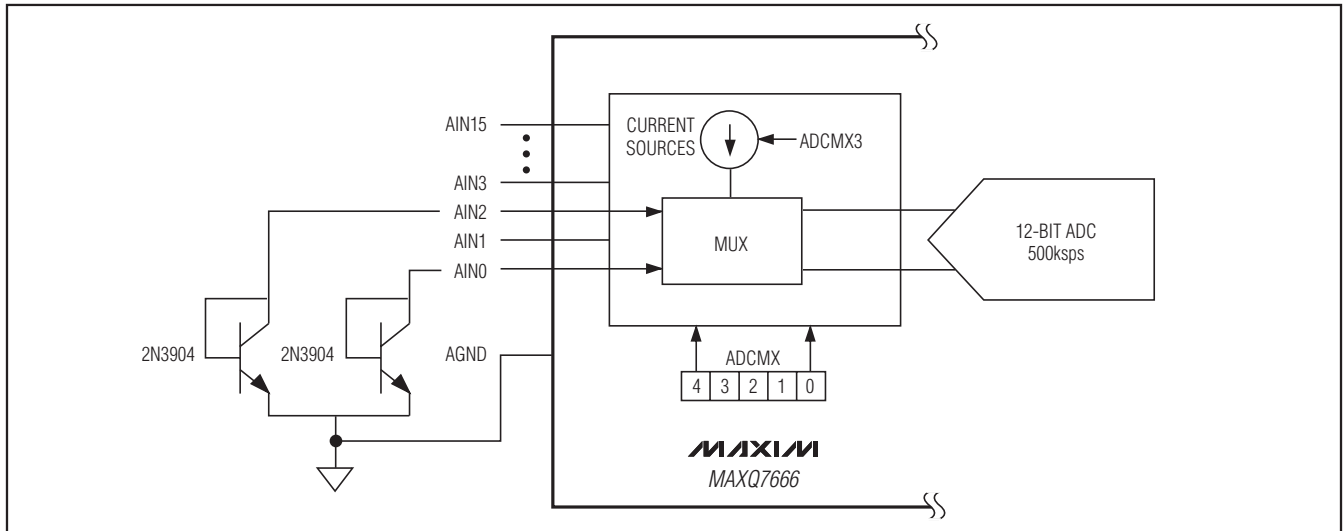 AIN15
AIN3
AIN2
AIN1
AIN0
AGND
2N3904
2N3904
CURRENT
SOURCES
ADCMX3
MUX
12-BIT ADC
500ksps
ADCMX
4 3 2 1 0
MAXIM
MAXQ7666